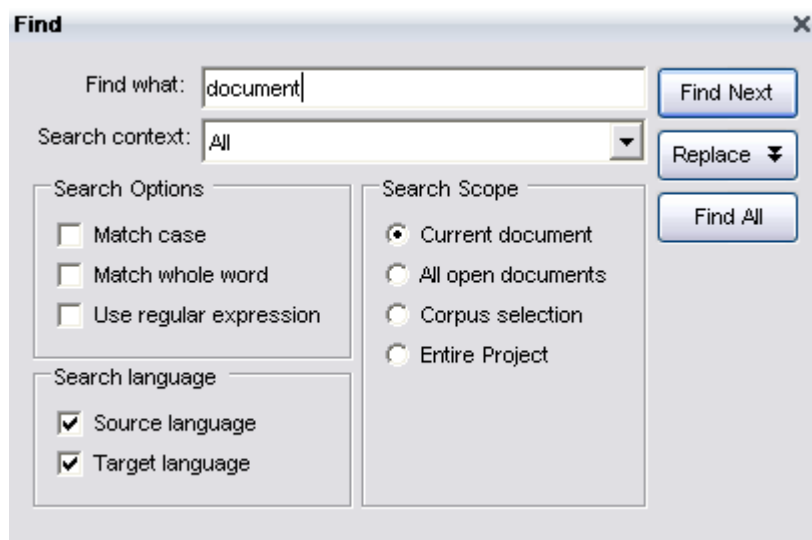 Find
Find what: document
Find Next
Search context: All
Replace
Search Options
Match case
Match whole word
Use regular expression
Search Scope
Current document
All open documents
Corpus selection
Entire Project
Find All
Search language
Source language
Target language